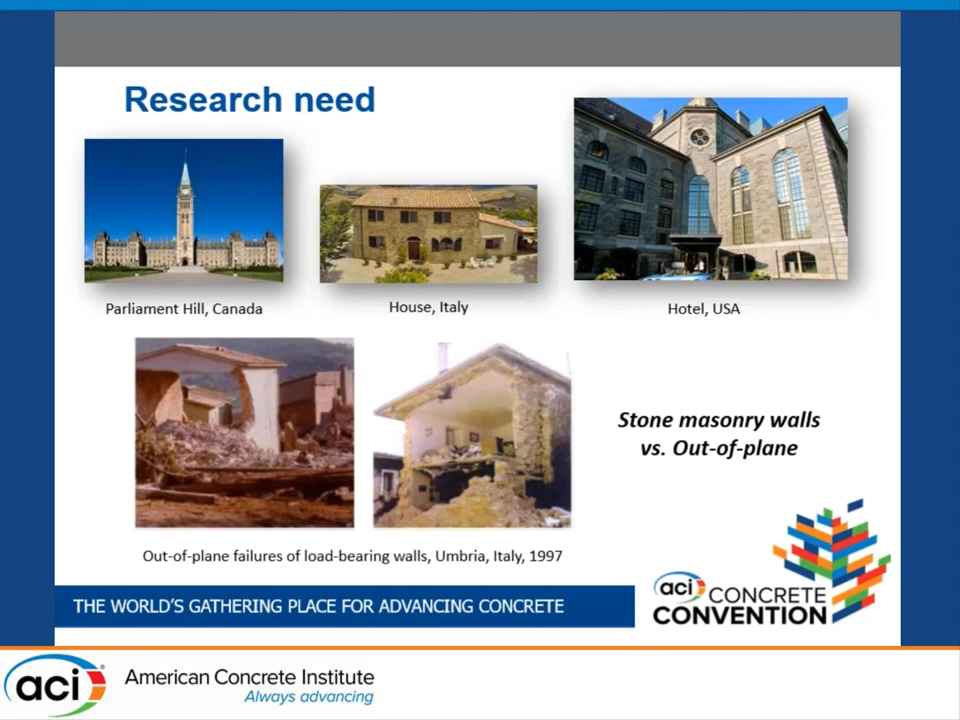 Research need
Parliament Hill, Canada
House, Italy
Hotel, USA
Stone masonry walls
vs. Out-of-plane
Out-of-plane failures of load-bearing walls, Umbria, Italy, 1997
THE WORLD'S GATHERING PLACE FOR ADVANCING CONCRETE
aci CONCRETE
CONVENTION
aci
American Concrete Institute
Always advancing